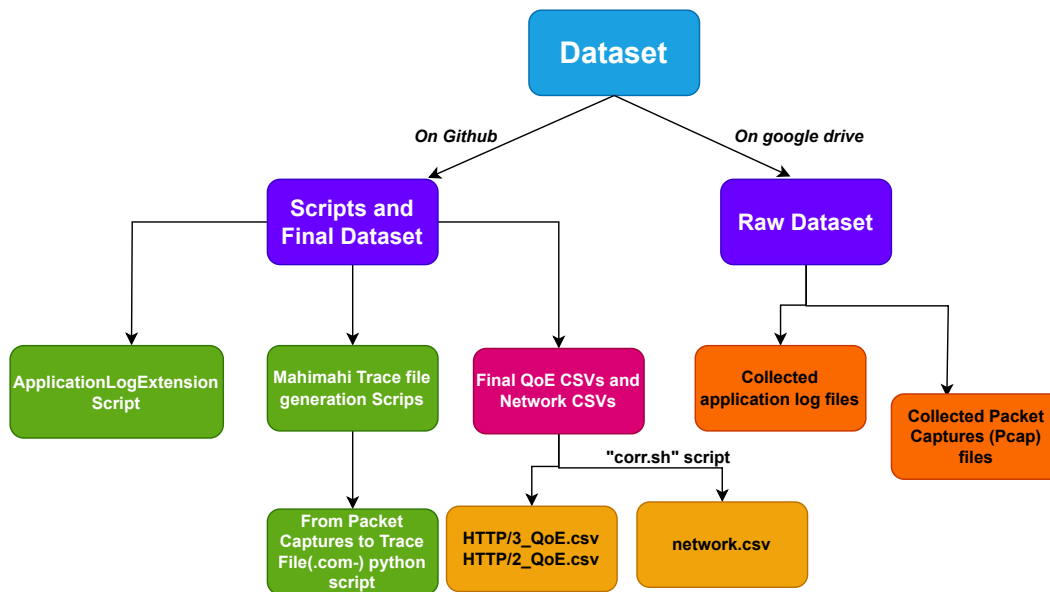 Dataset
On Github
On google drive
Scripts and
Final Dataset
Raw Dataset
ApplicationLogExtension
Script
Mahimahi Trace file
generation Scrips
Final QoE CSVs and
Network CSVs
Collected
application log files
Collected Packet
Captures (Pcap)
files
"corr.sh" script
From Packet
Captures to Trace
File(.com-) python
script
HTTP/3_QoE.csv
HTTP/2_QoE.csv
network.csv